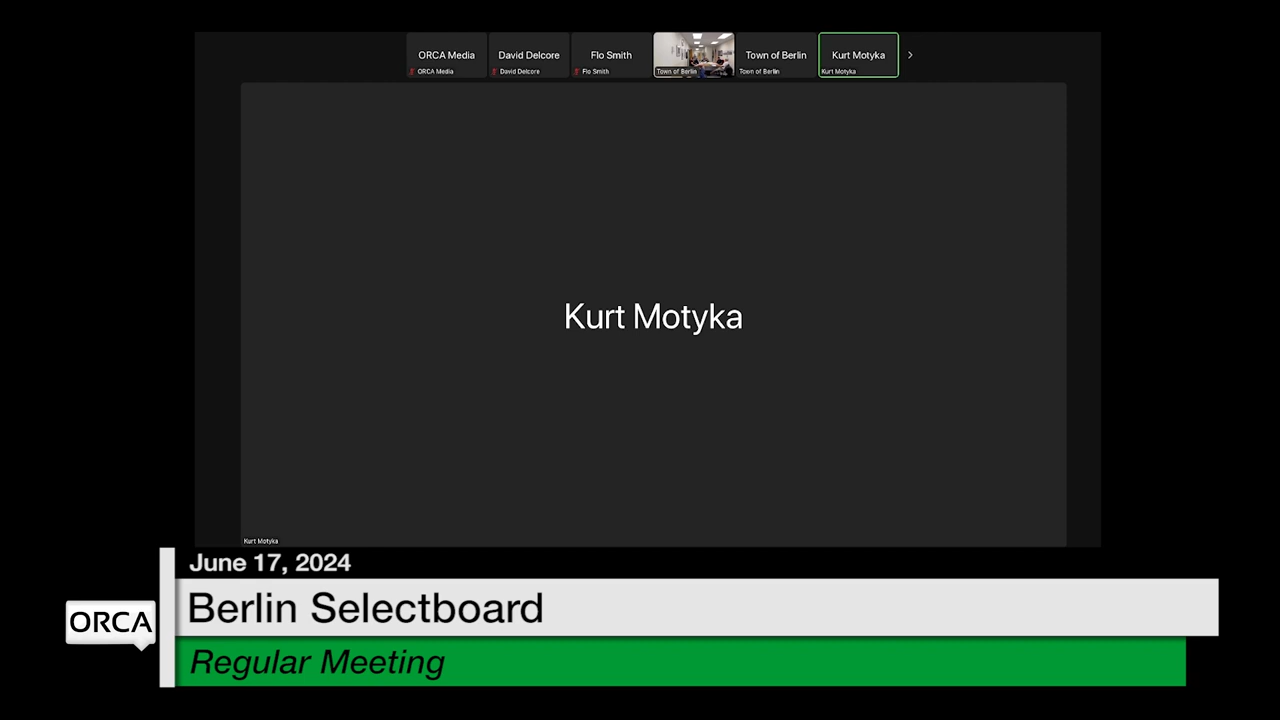 ORCA Media
David Delcore
Flo Smith
Town of Berlin
Kurt Motyka
ORCA Media
David Delcore
Flo Smith
Town of Berlin
Town of Berlin
Kurt Motyka
Kurt Motyka
Kurt Motyka
June 17, 2024
Berlin Selectboard
ORCA
Regular Meeting